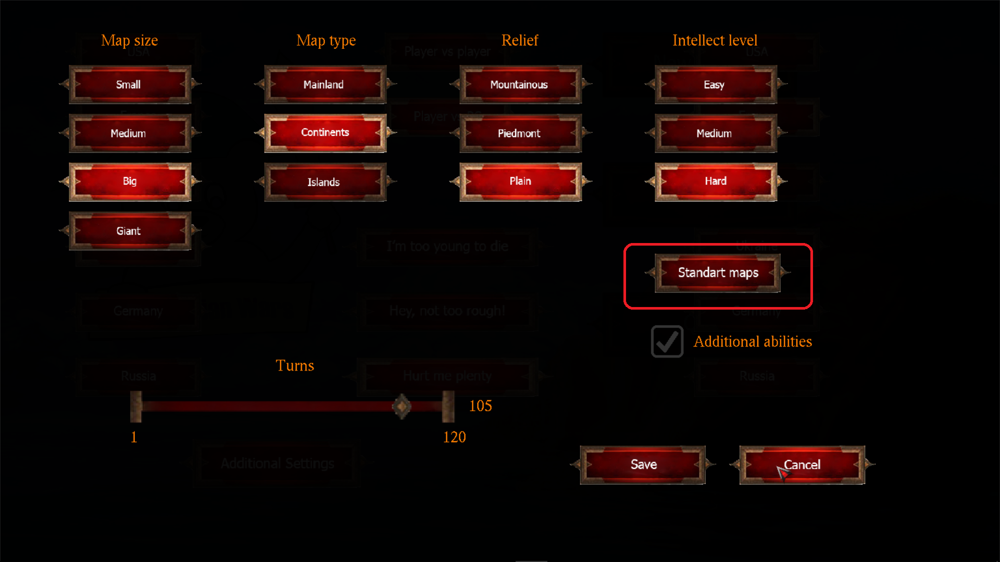 Map size
Map type
Relief
Intellect level
USA
Player vs player
USA
Small
Mainland
Mountainous
Easy
Player vs
Medium
Continents
Piedmont
Medium
Big
Islands
Plain
Hard
Giant
I'm too young to die
Ukraine
Standart maps
Germany
Hey, not too rough!
Germany
Additional abilities
Turns
Russia
Hurt me plenty
Russia
105
1
120
Additional Settings
Save
Cancel